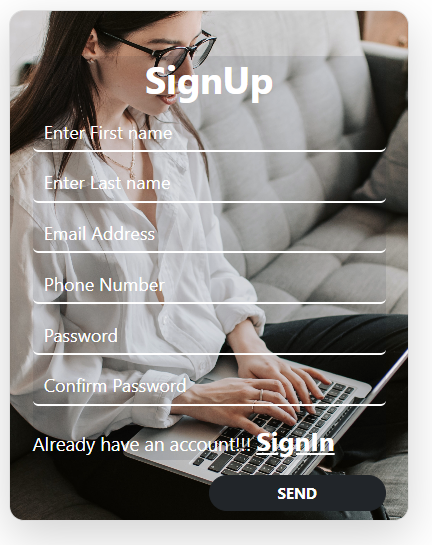 SignUp
Enter First name
Enter Last name
Email Address
Phone Number
Password
Confirm Password
Already have an account!!! SignIn
SEND